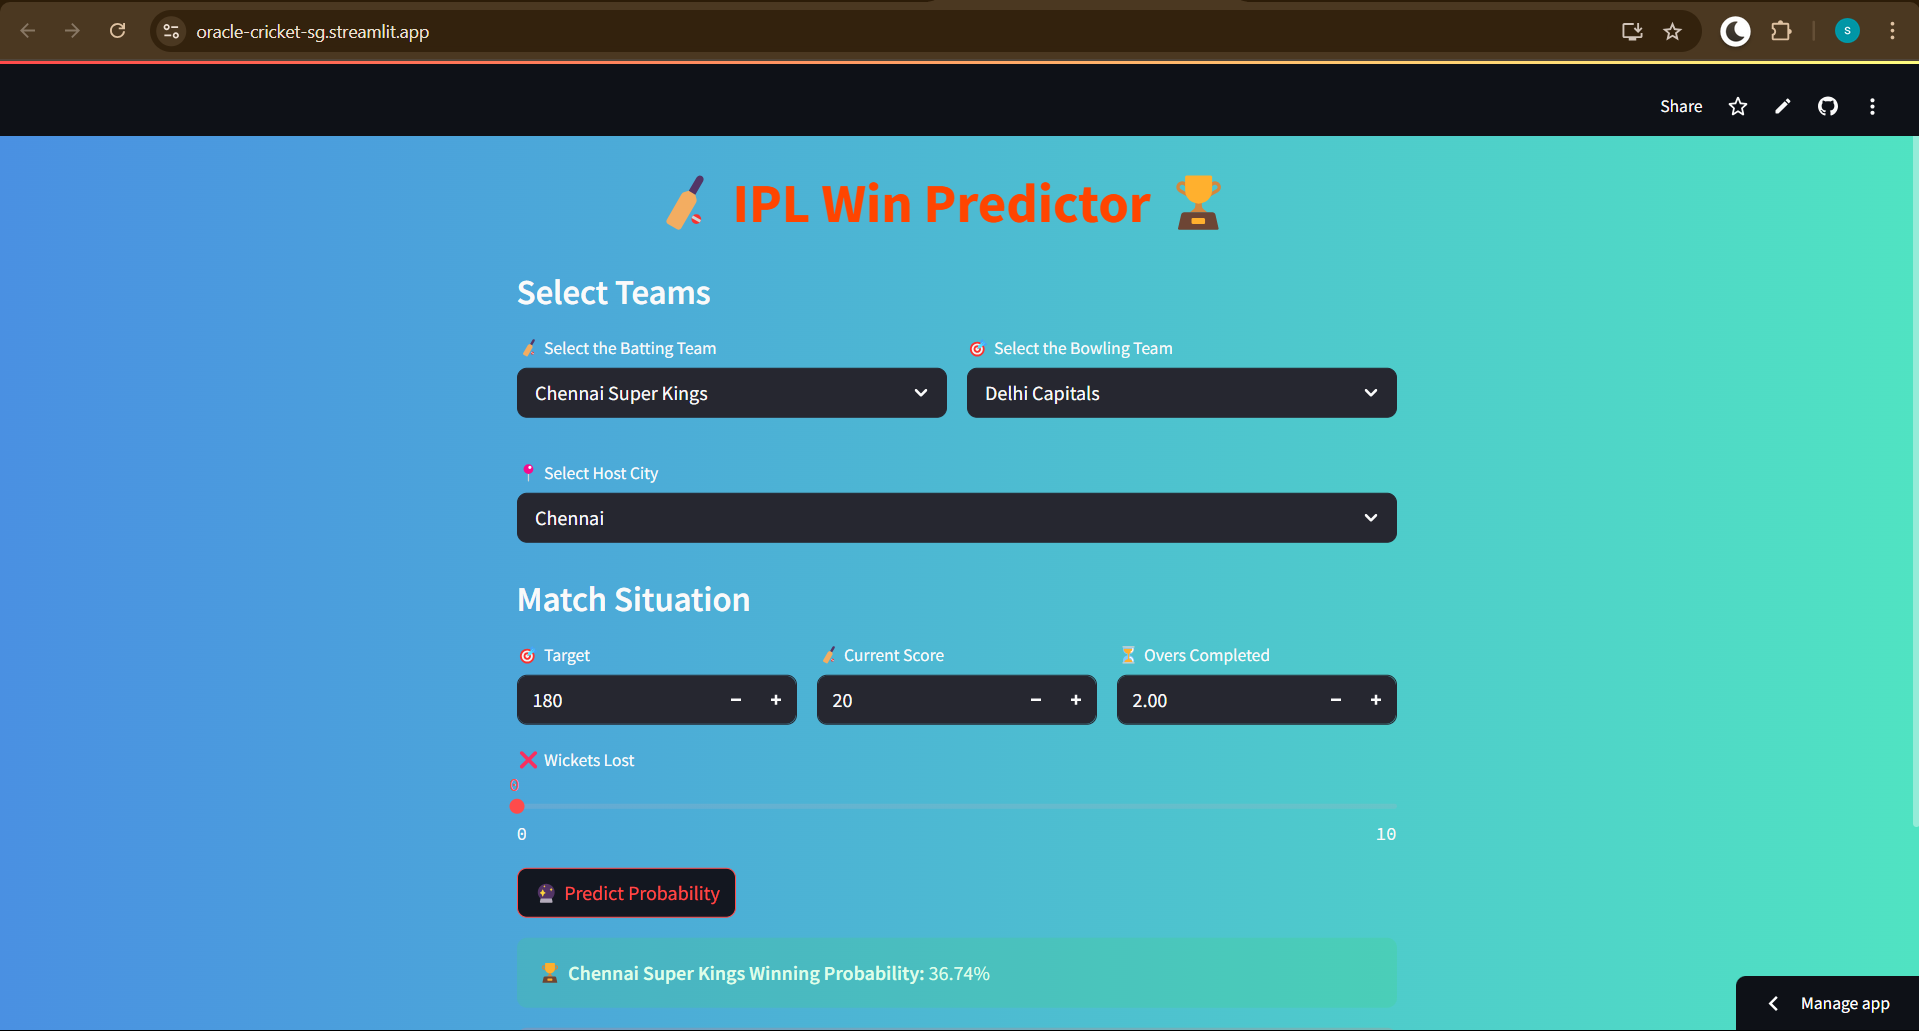 oracle-cricket-sg.streamlit.app
S
Share
IPL Win Predictor
Select Teams
Select the Batting Team
Select the Bowling Team
Chennai Super Kings
Delhi Capitals
Select Host City
Chennai
Match Situation
Target
Current Score
Overs Completed
180
20
2.00
Wickets Lost
0
0
10
Predict Probability
Chennai Super Kings Winning Probability: 36.74%
Manage app